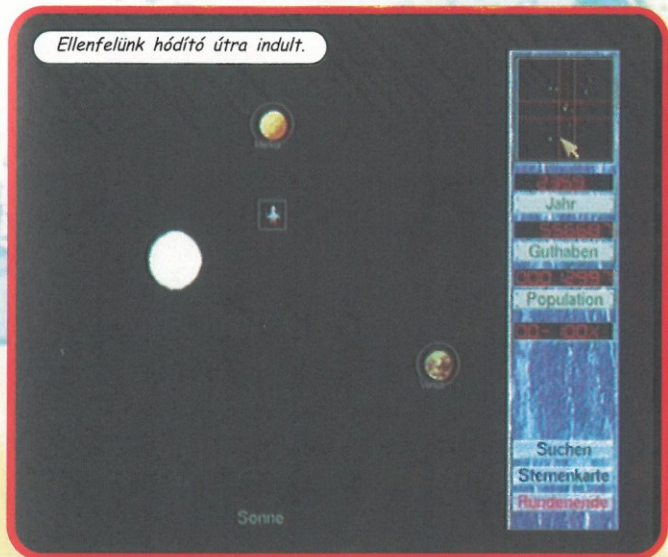 Ellenfelünk hódító útra indult.
Jahr
Guthaben
Population
Suchen
Sternenkarte
Rundenende
Sonne